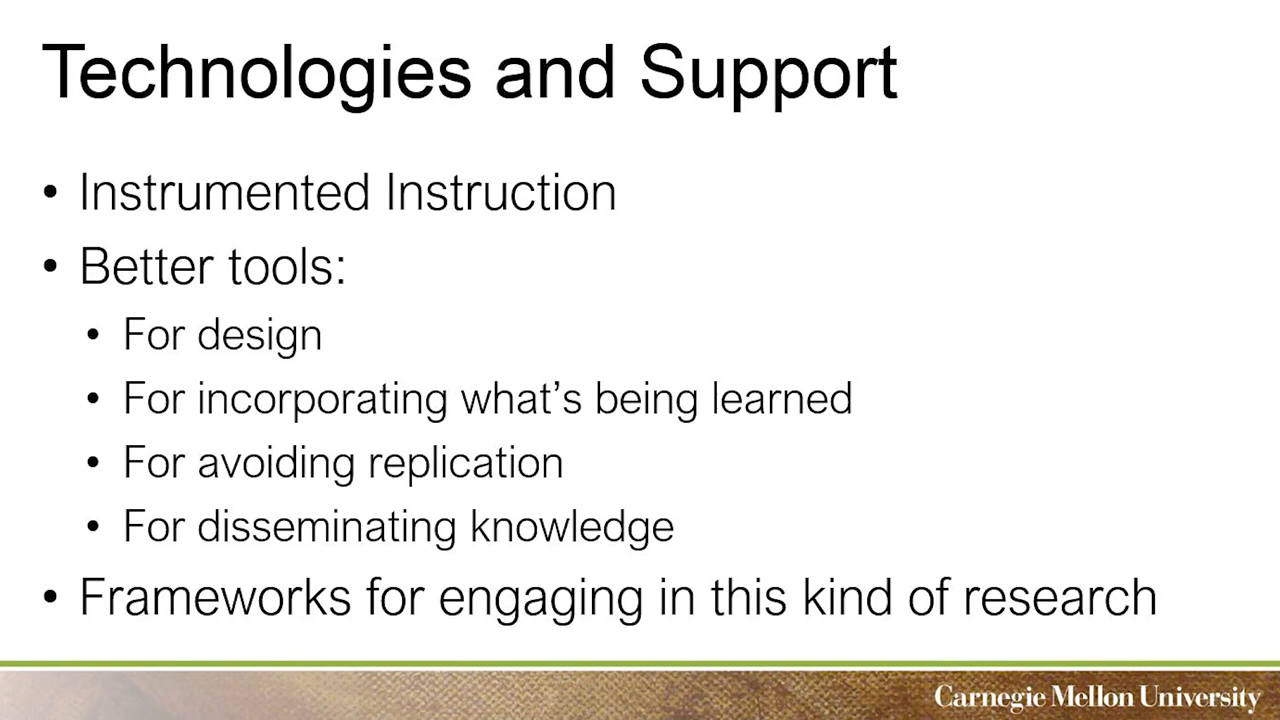 Technologies and Support
• Instrumented Instruction
• Better tools:
• For design
• For incorporating what’s being learned
• For avoiding replication
• For disseminating knowledge
• Frameworks for engaging in this kind of research
Carnegie Mellon University